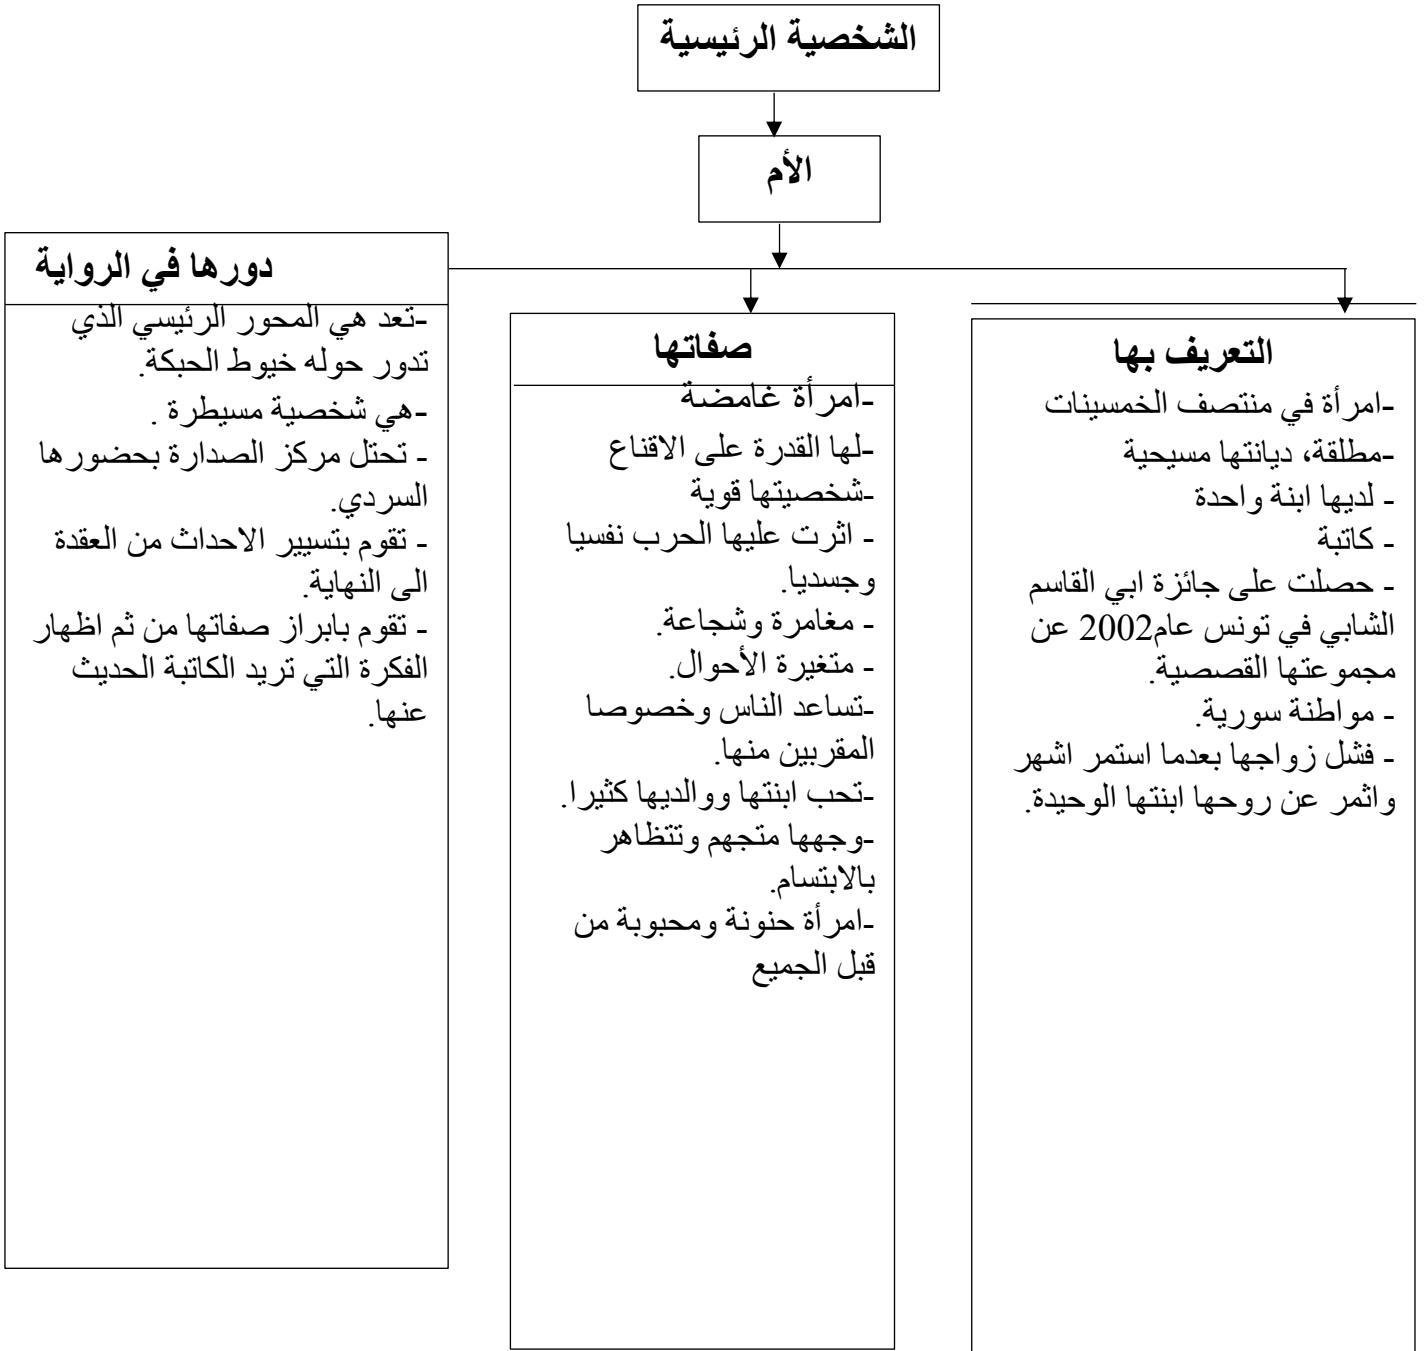 الشخصية الرئيسية
الأم
التعريف بها
-امرأة في منتصف الخمسينات
-مطلقة، ديانتها مسيحية
- لديها ابنة واحدة
- كاتبة
- حصلت على جائزة ابي القاسم
الشابي في تونس عام2002 عن
مجموعتها القصصية.
- مواطنة سورية.
- فشل زواجها بعدما استمر اشهر
واثمر عن روحها ابنتها الوحيدة.
صفاتها
-امرأة غامضة
-لها القدرة على الاقناع
-شخصيتها قوية
- اثرت عليها الحرب نفسيا
وجسديا.
- مغامرة وشجاعة.
- متغيرة الأحوال.
-تساعد الناس وخصوصا
المقربين منها.
-تحب ابنتها ووالديها كثيرا.
-وجهها متجهم وتتظاهر
بالابتسام.
-امرأة حنونة ومحبوبة من
قبل الجميع
دورها في الرواية
-تعد هي المحور الرئيسي الذي
تدور حوله خيوط الحبكة.
-هي شخصية مسيطرة .
- تحتل مركز الصدارة بحضورها
السردي.
- تقوم بتسيير الاحداث من العقدة
الى النهاية.
- تقوم بابراز صفاتها من ثم اظهار
الفكرة التي تريد الكاتبة الحديث
عنها.